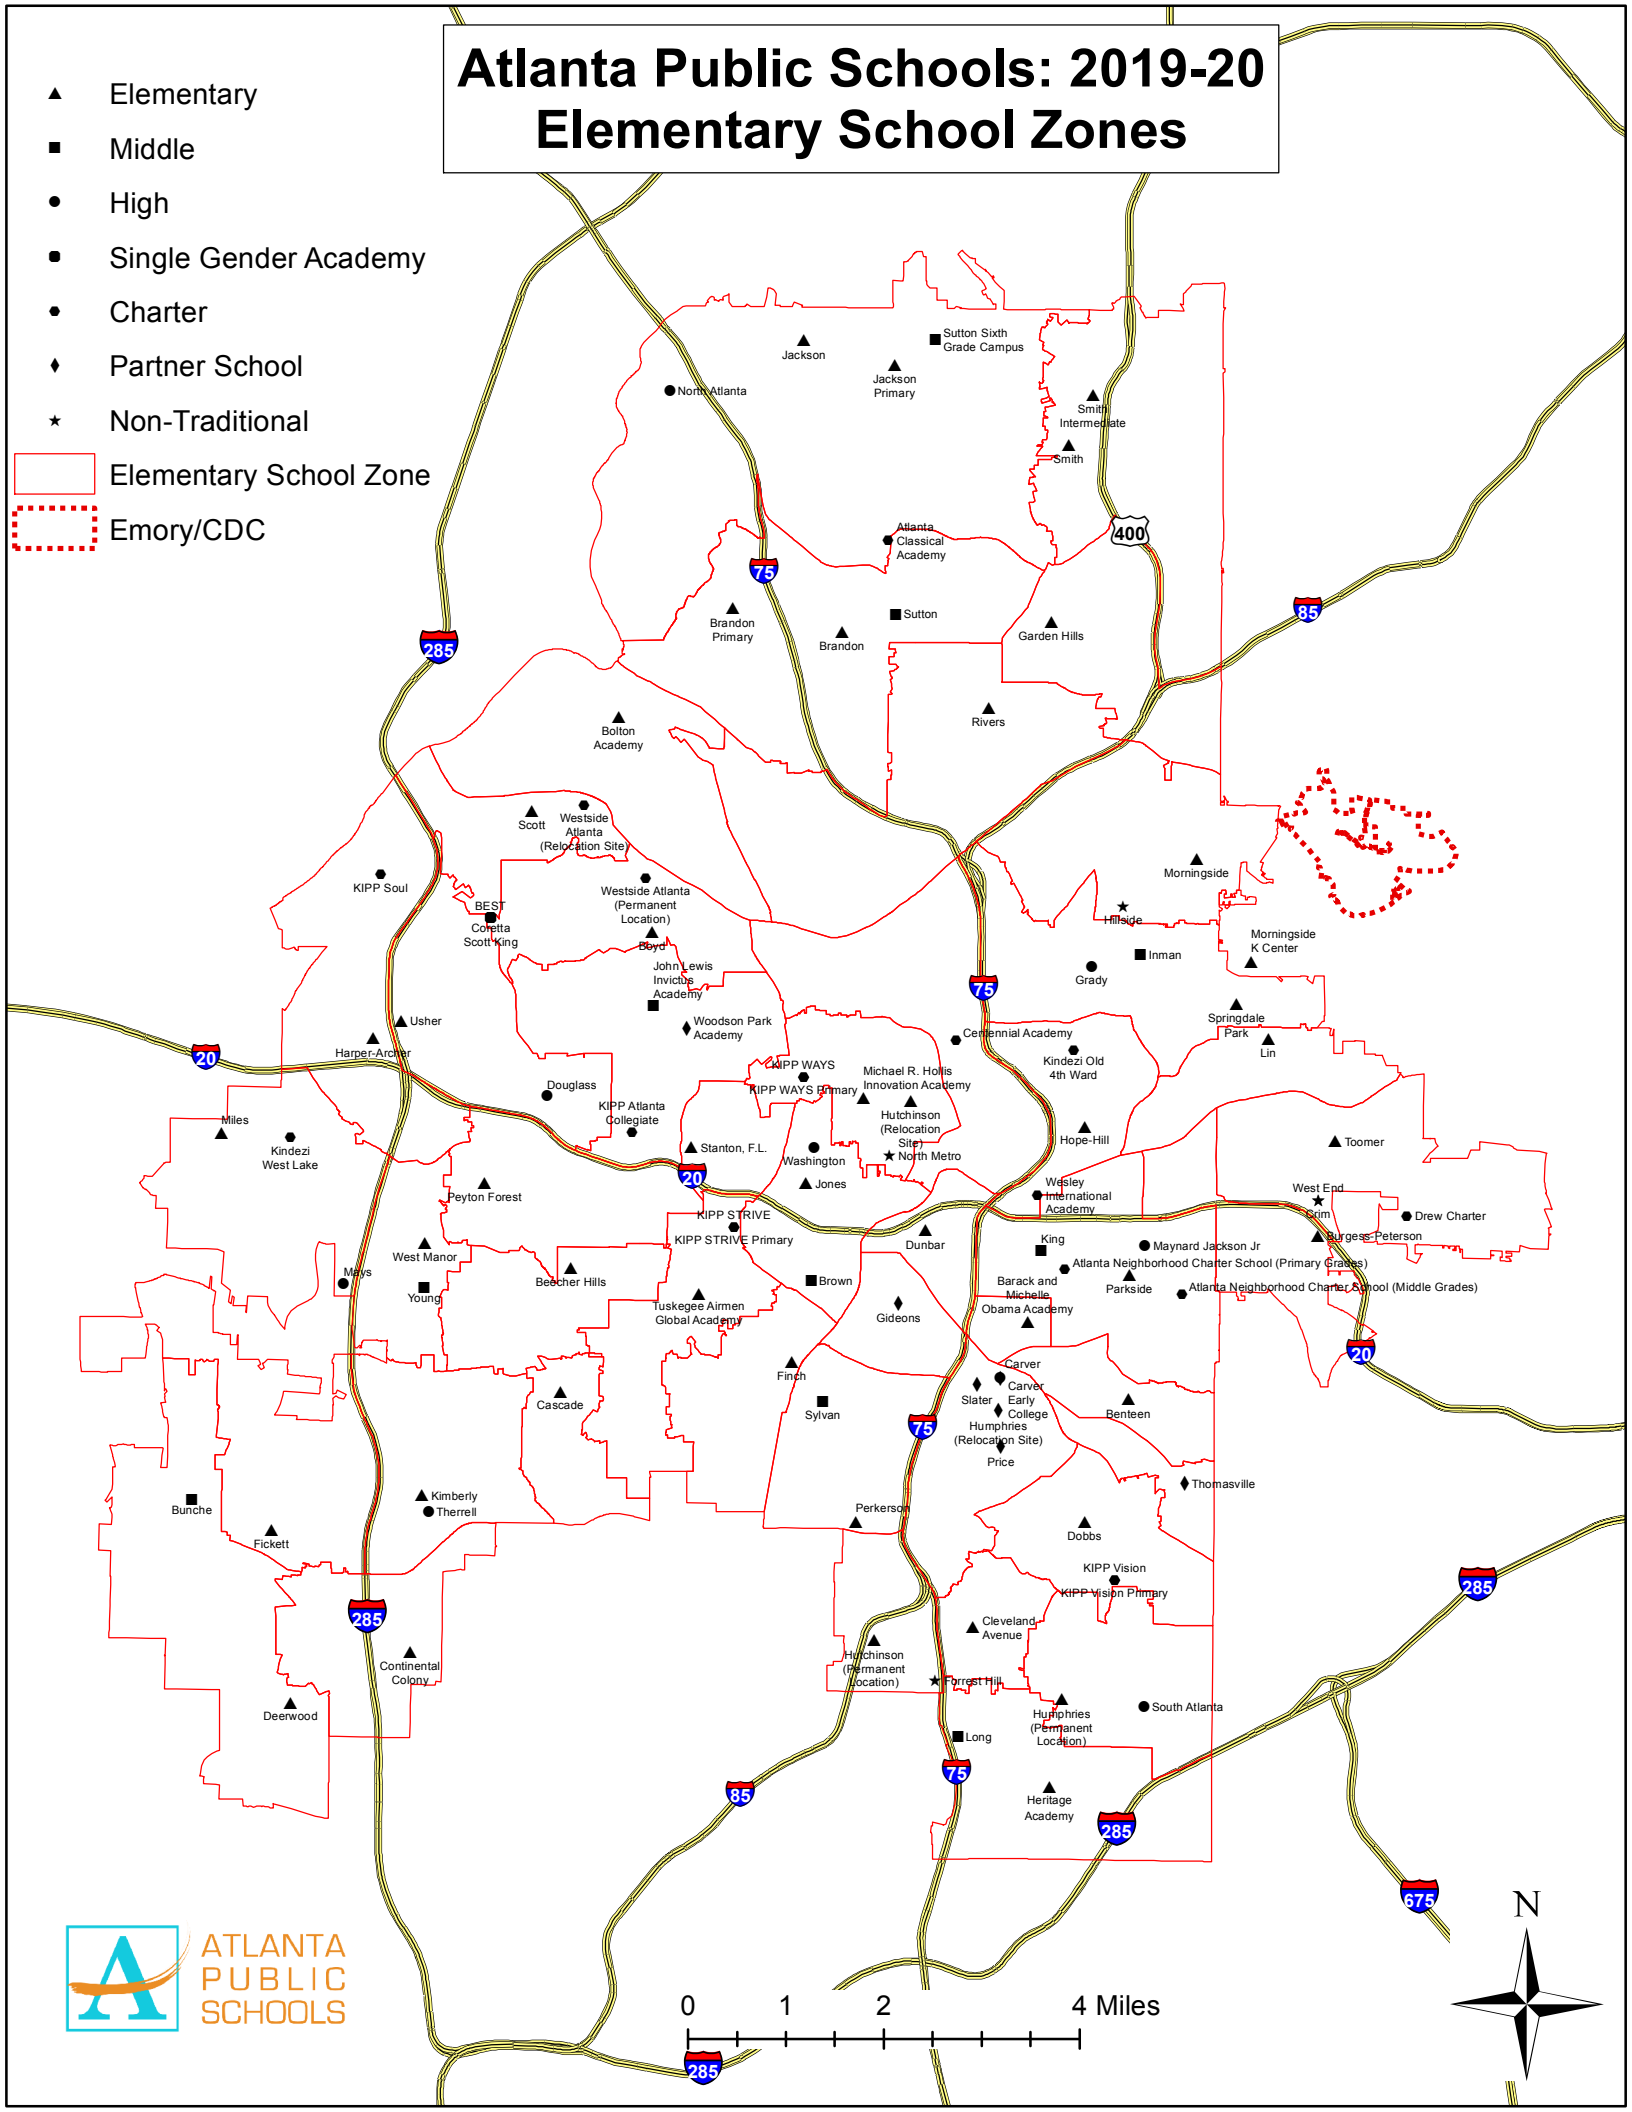 Atlanta Public Schools: 2019-20
Elementary School Zones
Elementary
Middle
High
Single Gender Academy
Charter
Partner School
Non-Traditional
Elementary School Zone
Emory/CDC
Sutton Sixth
Grade Campus
Jackson
Jackson
Primary
North Atlanta
Smith
Intermediate
Smith
Atlanta
Classical
Academy
400
75
85
285
Brandon
Primary
Sutton
Brandon
Garden Hills
Rivers
Bolton
Academy
Scott
Westside
Atlanta
(Relocation Site)
KIPP Soul
Westside Atlanta
(Permanent
Location)
Morningside
BEST
Coretta
Scott King
Boyd
Hillside
Morningside
K Center
Inman
Grady
John Lewis
Invictus
Academy
75
Usher
Harper-Archer
20
Woodson Park
Academy
Centennial Academy
Springdale
Park
Lin
Kindezi Old
4th Ward
KIPP WAYS
KIPP WAYS Primary
Michael R. Hollis
Innovation Academy
Hutchinson
(Relocation
Site)
North Metro
Douglass
KIPP Atlanta
Collegiate
Miles
Kindezi
West Lake
Stanton, F.L.
Washington
Hope-Hill
Toomer
20
Jones
Peyton Forest
Wesley
International
Academy
West End
Crim
Drew Charter
KIPP STRIVE
KIPP STRIVE Primary
Dunbar
King
Maynard Jackson Jr
Burgess-Peterson
West Manor
Mays
Young
Beecher Hills
Brown
Atlanta Neighborhood Charter School (Primary Grades)
Barack and
Michelle
Obama Academy
Parkside
Atlanta Neighborhood Charter School (Middle Grades)
Tuskegee Airmen
Global Academy
Gideons
20
Finch
Carver
Carver
Early
College
Slater
Cascade
Sylvan
Benteen
75
Humphries
(Relocation Site)
Price
Thomasville
Bunche
Kimberly
Therrell
Perkerson
Fickett
Dobbs
KIPP Vision
KIPP Vision Primary
285
285
Cleveland
Avenue
Hutchinson
(Permanent
Location)
Continental
Colony
Forrest Hill
Deerwood
Humphries
(Permanent
Location)
South Atlanta
Long
75
85
Heritage
Academy
285
675
N
ATLANTA
PUBLIC
SCHOOLS
0 1 2 4 Miles
285